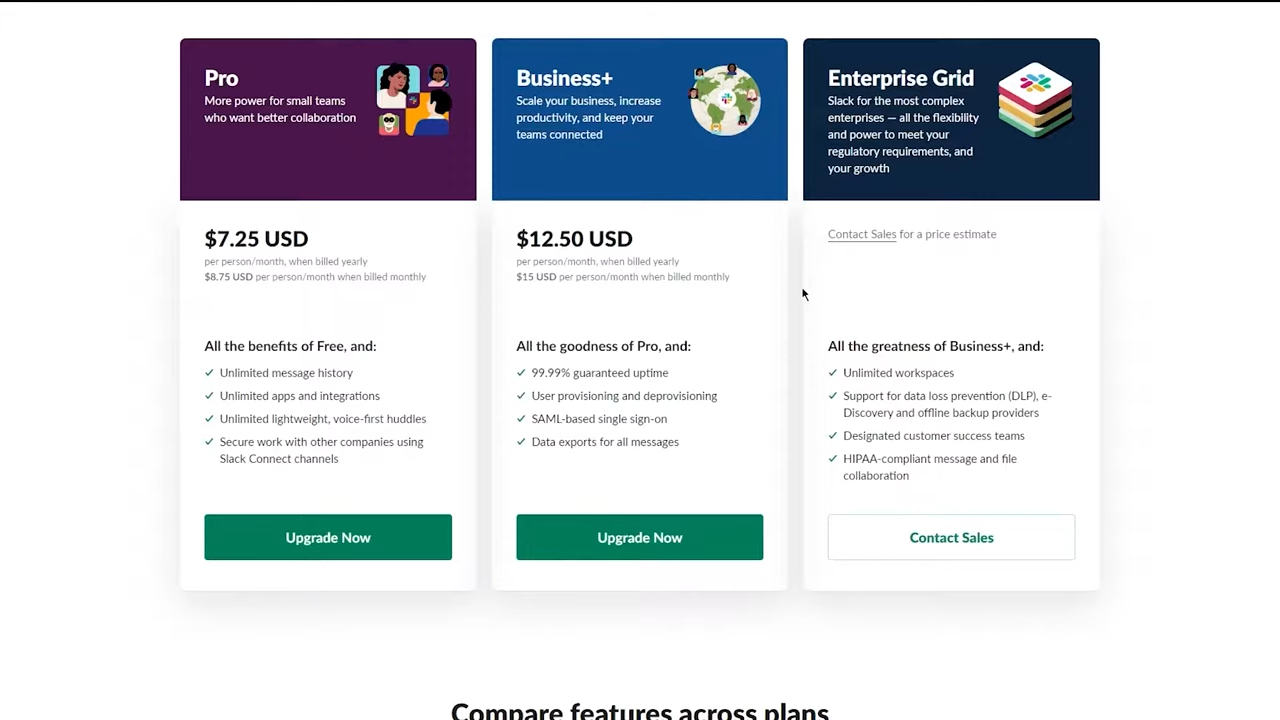 Pro
More power for small teams
who want better collaboration
$7.25 USD
per person/month, when billed yearly
$8.75 USD per person/month when billed monthly
All the benefits of Free, and:
Unlimited message history
Unlimited apps and integrations
Unlimited lightweight, voice-first huddles
Secure work with other companies using
Slack Connect channels
Upgrade Now
Business+
Scale your business, increase
productivity, and keep your
teams connected
$12.50 USD
per person/month, when billed yearly
$15 USD per person/month when billed monthly
All the goodness of Pro, and:
99.99% guaranteed uptime
User provisioning and deprovisioning
SAML-based single sign-on
Data exports for all messages
Upgrade Now
Enterprise Grid
Slack for the most complex
enterprises — all the flexibility
and power to meet your
regulatory requirements, and
your growth
Contact Sales for a price estimate
All the greatness of Business+, and:
Unlimited workspaces
Support for data loss prevention (DLP), e-
Discovery and offline backup providers
Designated customer success teams
HIPAA-compliant message and file
collaboration
Contact Sales
Compare features across plans